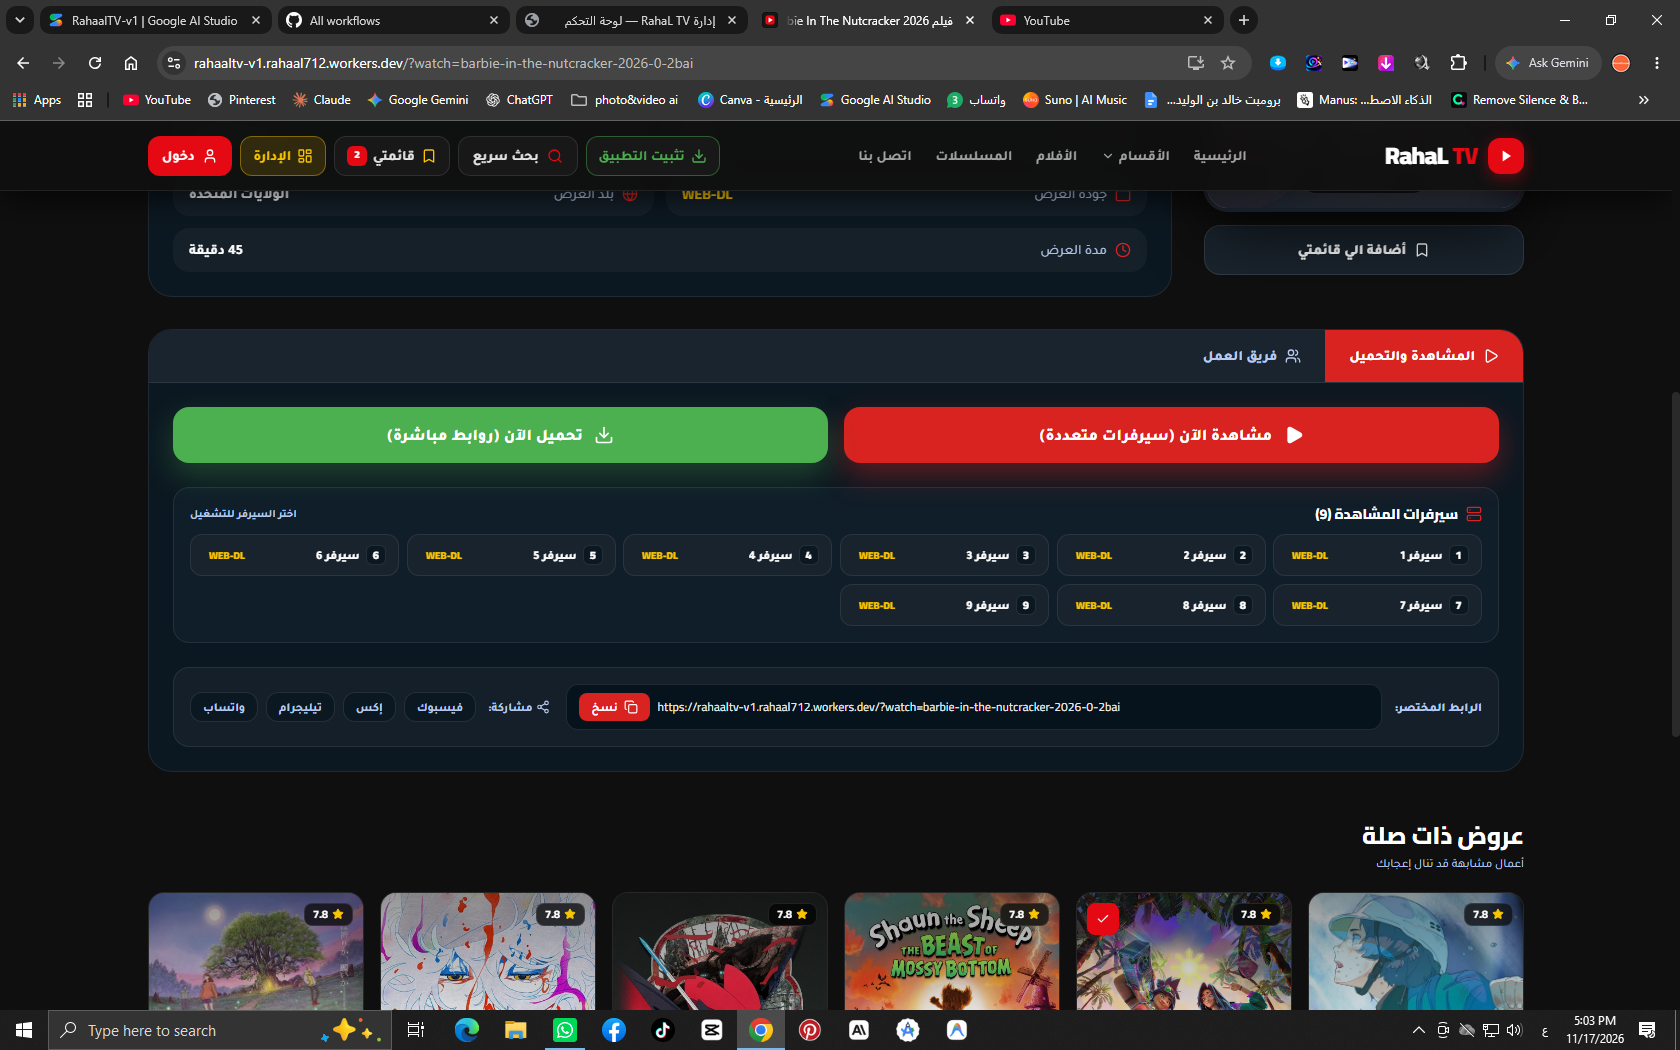 RahaalTV-v1 | Google AI Studio
All workflows
إدارة RahaL TV — لوحة التحكم
فيلم Barbie In The Nutcracker 2026
YouTube
rahaaltv-v1.rahaal712.workers.dev/?watch=barbie-in-the-nutcracker-2026-0-2bai
Ask Gemini
Apps
YouTube
Pinterest
Claude
Google Gemini
ChatGPT
photo&video ai
Canva - الرئيسية
Google AI Studio
3
واتساب
Suno | AI Music
برومبت خالد بن الوليد...
Manus: الذكاء الاصط...
Remove Silence & B...
RahaL TV
الرئيسية
الأقسام
الأفلام
المسلسلات
اتصل بنا
تثبيت التطبيق
بحث سريع
قائمتي 2
الإدارة
دخول
جودة العرض
WEB-DL
بلد العرض
الولايات المتحدة
أضافة الي قائمتي
مدة العرض
45 دقيقة
المشاهدة والتحميل
فريق العمل
مشاهدة الآن (سيرفرات متعددة)
تحميل الآن (روابط مباشرة)
سيرفرات المشاهدة (9)
اختر السيرفر للتشغيل
1 سيرفر 1 WEB-DL
2 سيرفر 2 WEB-DL
3 سيرفر 3 WEB-DL
4 سيرفر 4 WEB-DL
5 سيرفر 5 WEB-DL
6 سيرفر 6 WEB-DL
7 سيرفر 7 WEB-DL
8 سيرفر 8 WEB-DL
9 سيرفر 9 WEB-DL
الرابط المختصر:
https://rahaaltv-v1.rahaal712.workers.dev/?watch=barbie-in-the-nutcracker-2026-0-2bai
نسخ
مشاركة:
فيسبوك
إكس
تيليجرام
واتساب
عروض ذات صلة
أعمال مشابهة قد تنال إعجابك
7.8
7.8
7.8
Shaun the Sheep
THE BEAST OF
MOSSY BOTTOM
7.8
7.8
7.8
Type here to search
ع
5:03 PM
11/17/2026